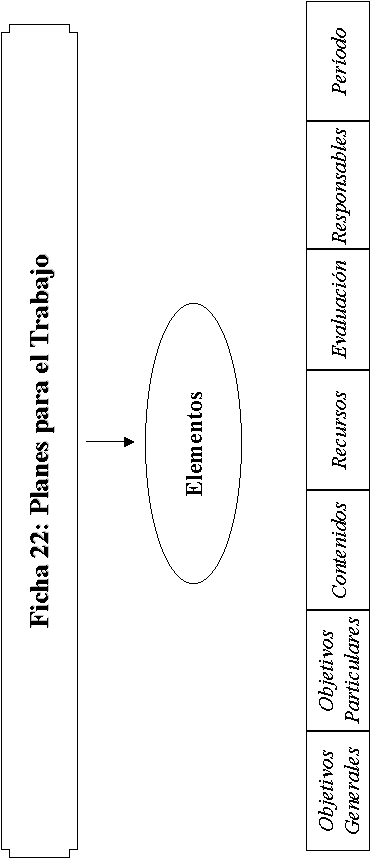 Ficha 22: Planes para el Trabajo
Elementos
Objetivos
Generales
Objetivos
Particulares
Contenidos
Recursos
Evaluación
Responsables
Período